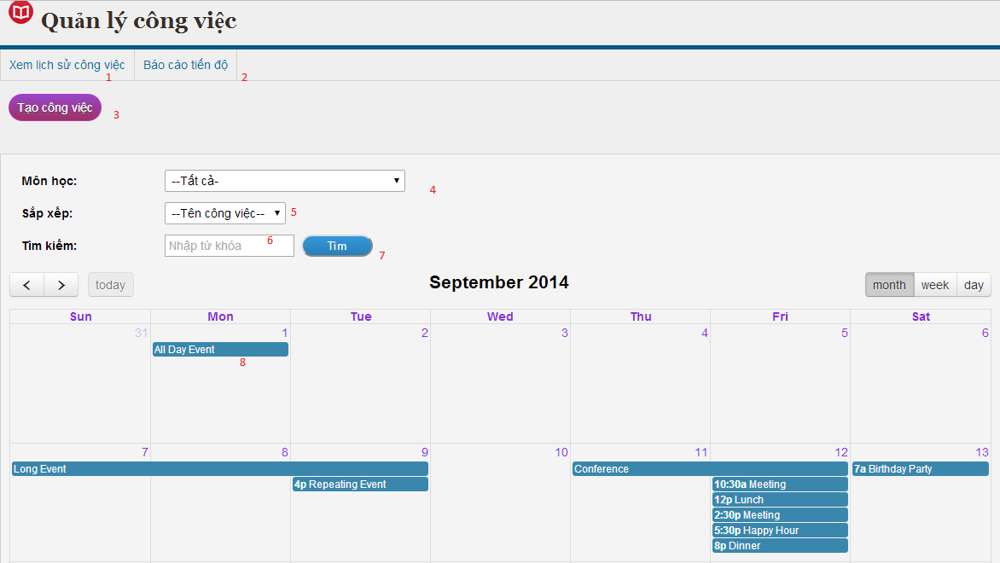 Quản lý công việc
Xem lịch sử công việc Báo cáo tiến độ
1 2
Tạo công việc 3
Môn học: --Tất cả- 4
Sắp xếp: --Tên công việc-- 5
Tìm kiếm: Nhập từ khóa 6 Tìm 7
< > today September 2014 month week day
Sun Mon Tue Wed Thu Fri Sat
31 1 2 3 4 5 6
All Day Event
8
7 8 9 10 11 12 13
Long Event Conference 7a Birthday Party
4p Repeating Event 10:30a Meeting
12p Lunch
2:30p Meeting
5:30p Happy Hour
8p Dinner